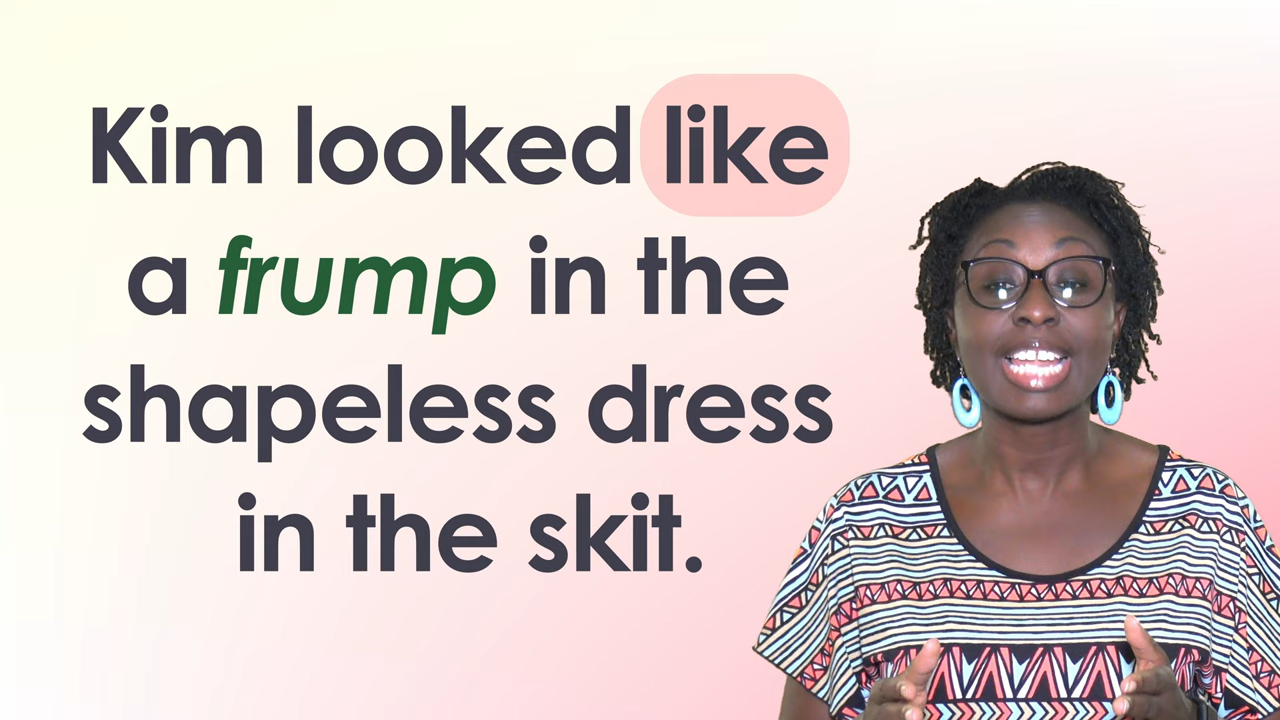 Kim looked like
a frump in the
shapeless dress
in the skit.